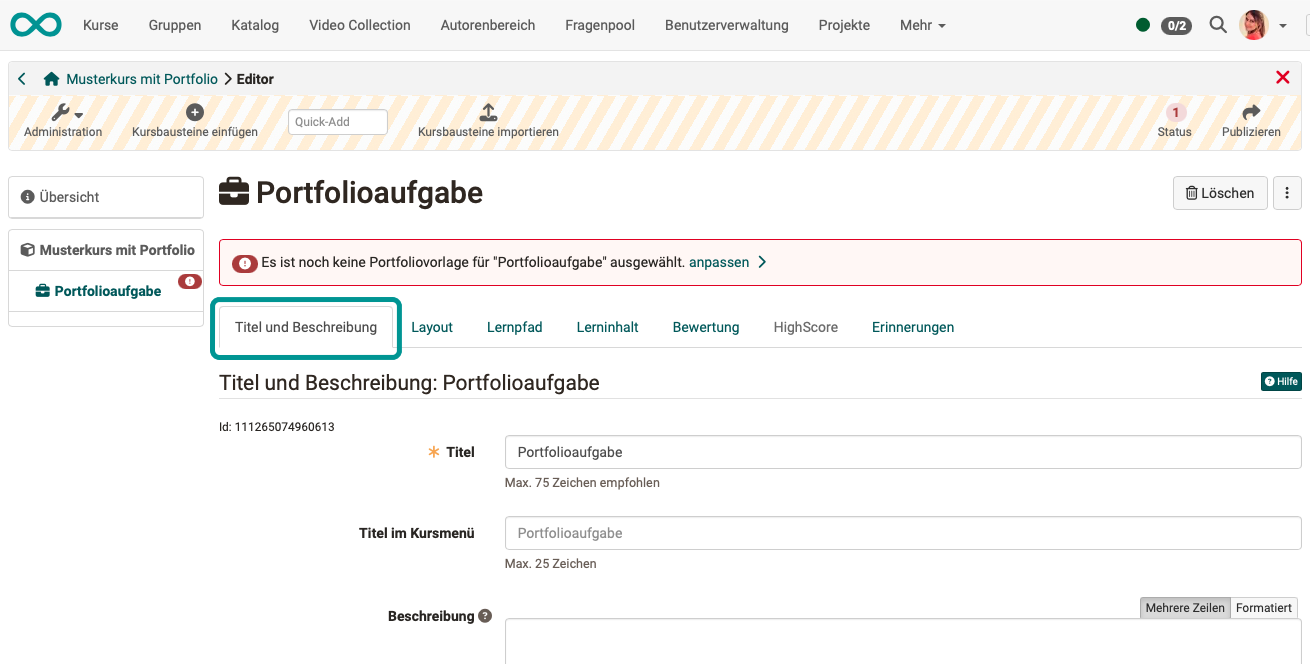 Kurse Gruppen Katalog Video Collection Autorenbereich Fragenpool Benutzerverwaltung Projekte Mehr 0/2
Musterkurs mit Portfolio Editor
Administration Kursbausteine einfügen Quick-Add Kursbausteine importieren 1 Status Publizieren
Übersicht
Musterkurs mit Portfolio
Portfolioaufgabe
Portfolioaufgabe Löschen
Es ist noch keine Portfoliovorlage für "Portfolioaufgabe" ausgewählt. anpassen
Titel und Beschreibung Layout Lernpfad Lerninhalt Bewertung HighScore Erinnerungen
Titel und Beschreibung: Portfolioaufgabe Hilfe
Id: 111265074960613
Titel Portfolioaufgabe
Max. 75 Zeichen empfohlen
Titel im Kursmenü Portfolioaufgabe
Max. 25 Zeichen
Mehrere Zeilen Formatiert
Beschreibung